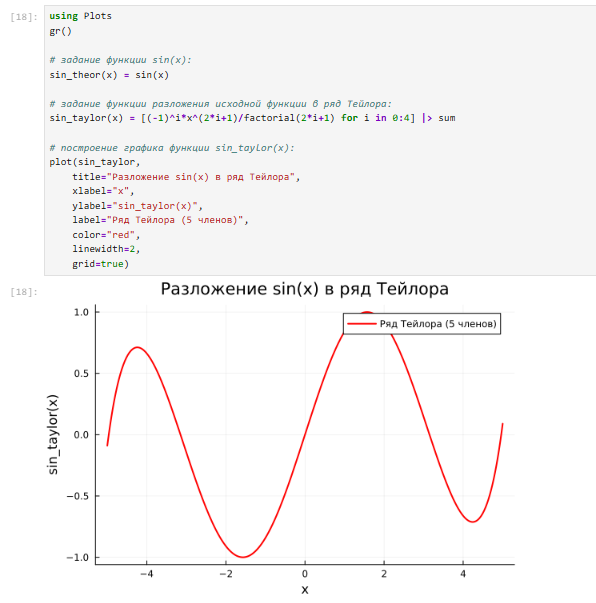 [18]:
using Plots
gr()
# задание функции sin(x):
sin_theor(x) = sin(x)
# задание функции разложения исходной функции в ряд Тейлора:
sin_taylor(x) = [(-1)^i*x^(2*i+1)/factorial(2*i+1) for i in 0:4] |> sum
# построение графика функции sin_taylor(x):
plot(sin_taylor,
title="Разложение sin(x) в ряд Тейлора",
xlabel="x",
ylabel="sin_taylor(x)",
label="Ряд Тейлора (5 членов)",
color="red",
linewidth=2,
grid=true)
[18]:
Разложение sin(x) в ряд Тейлора
Ряд Тейлора (5 членов)
1.0
0.5
0.0
−0.5
−1.0
sin_taylor(x)
−4
−2
0
2
4
x